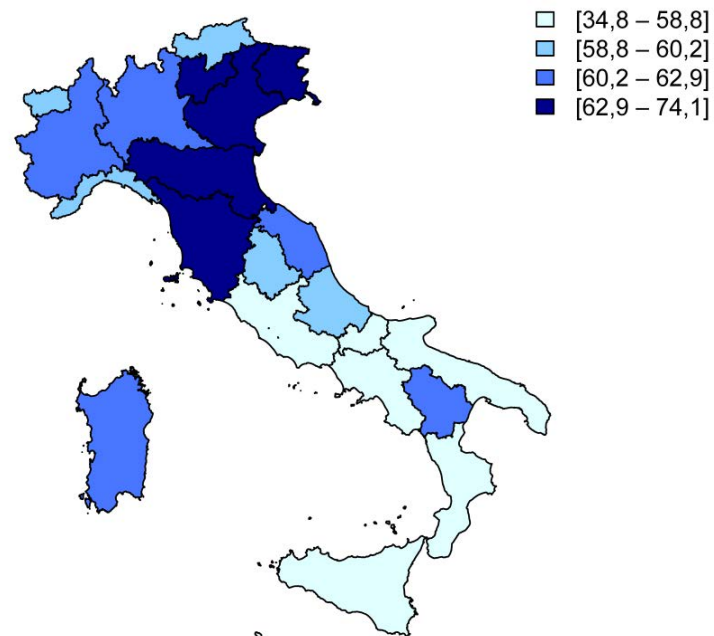 [34,8 – 58,8]
[58,8 – 60,2]
[60,2 – 62,9]
[62,9 – 74,1]